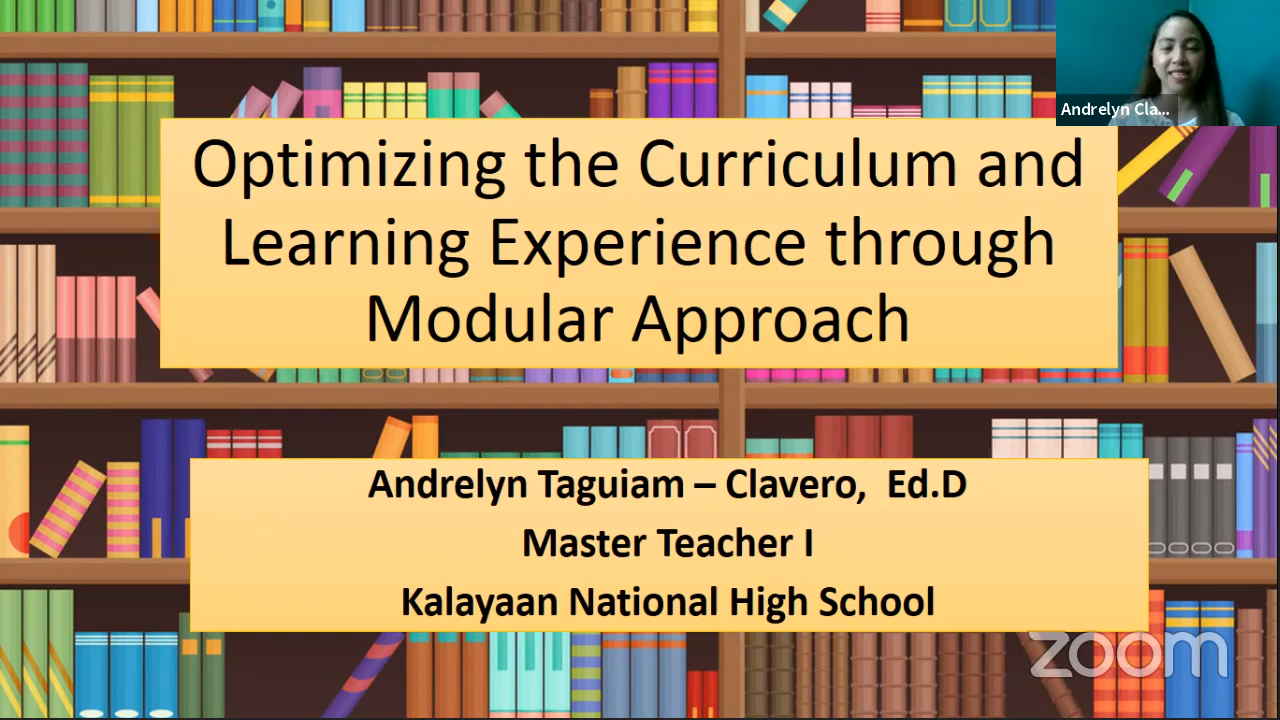 Andrelyn Cla...
Optimizing the Curriculum and
Learning Experience through
Modular Approach
Andrelyn Taguiam – Clavero, Ed.D
Master Teacher I
Kalayaan National High School
zoom